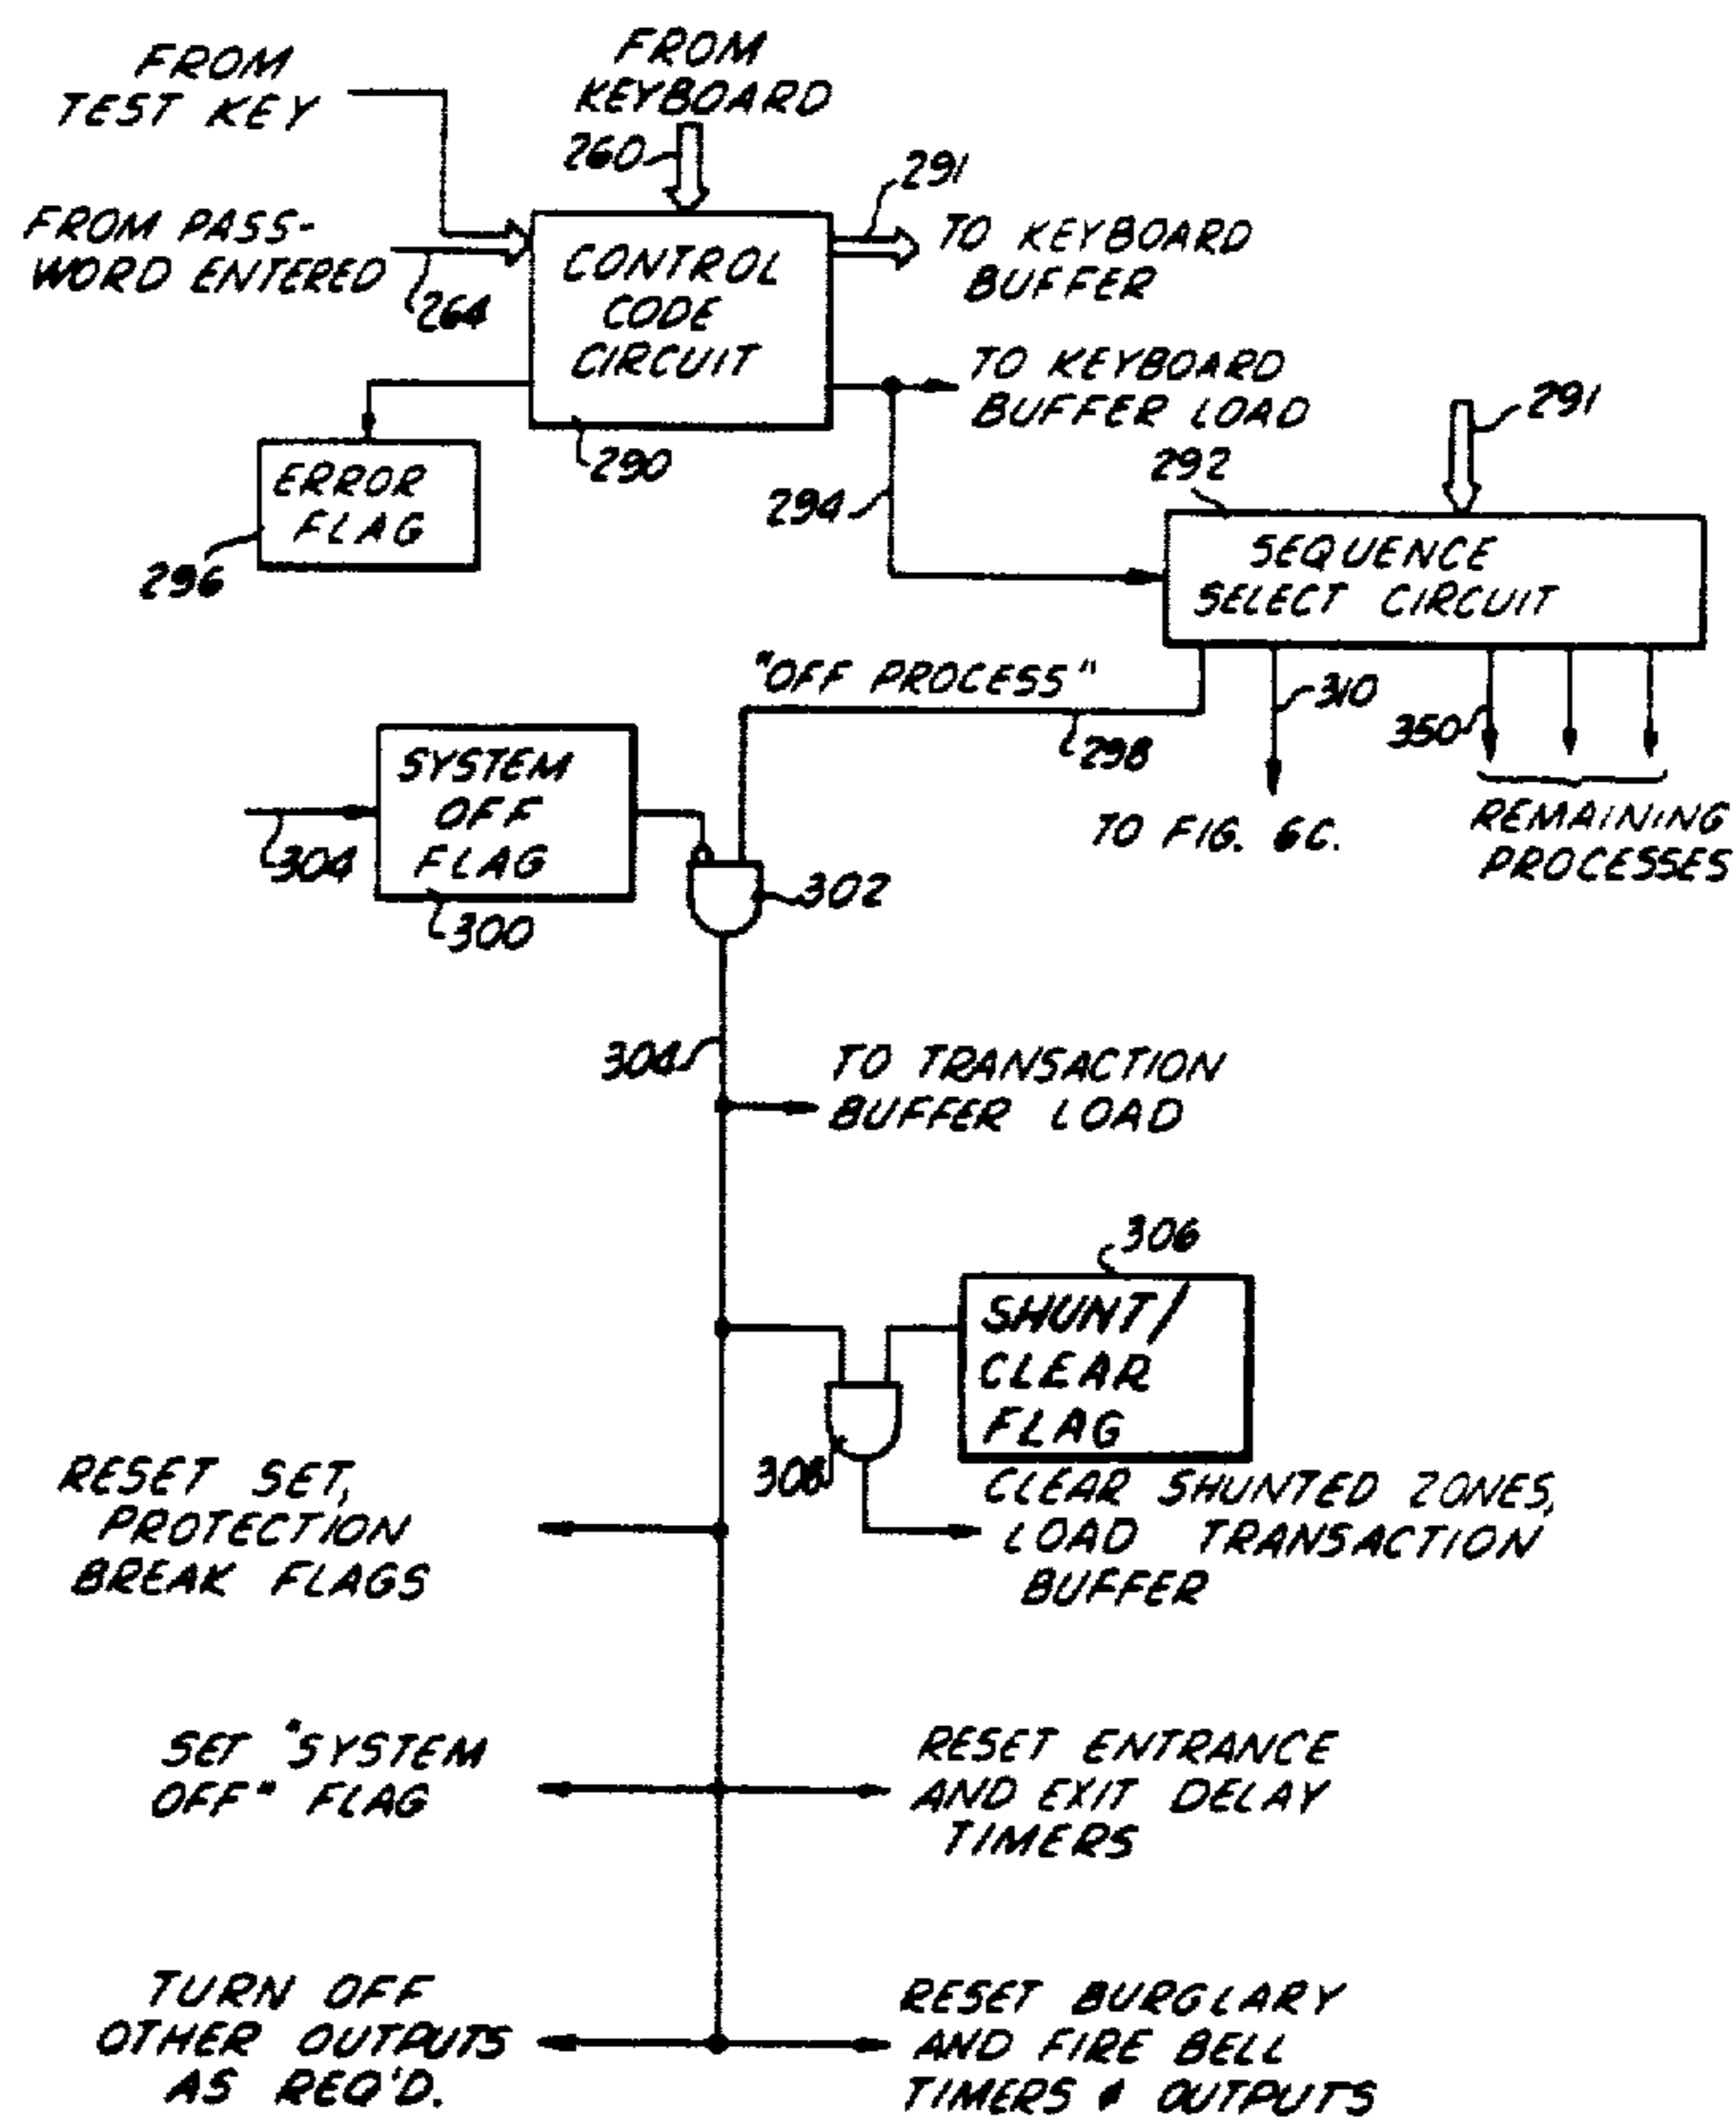 FROM
TEST KEY
FROM
KEYBOARD
260
291
FROM PASS-
WORD ENTERED
264
CONTROL
CODE
CIRCUIT
290
TO KEYBOARD
BUFFER
TO KEYBOARD
BUFFER LOAD
291
292
294
ERROR
FLAG
296
SEQUENCE
SELECT CIRCUIT
"OFF PROCESS"
298
310
350
TO FIG. 6C.
REMAINING
PROCESSES
SYSTEM
OFF
FLAG
304
300
302
304
TO TRANSACTION
BUFFER LOAD
306
SHUNT/
CLEAR
FLAG
308
CLEAR SHUNTED ZONES,
LOAD TRANSACTION
BUFFER
RESET SET,
PROTECTION
BREAK FLAGS
SET "SYSTEM
OFF" FLAG
RESET ENTRANCE
AND EXIT DELAY
TIMERS
TURN OFF
OTHER OUTPUTS
AS REQ'D.
RESET BURGLARY
AND FIRE BELL
TIMERS & OUTPUTS